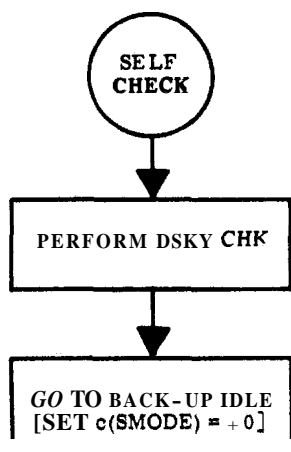 SELF
CHECK
PERFORM DSKY CHK
GO TO BACK-UP IDLE
[SET c(SMODE) = +0]